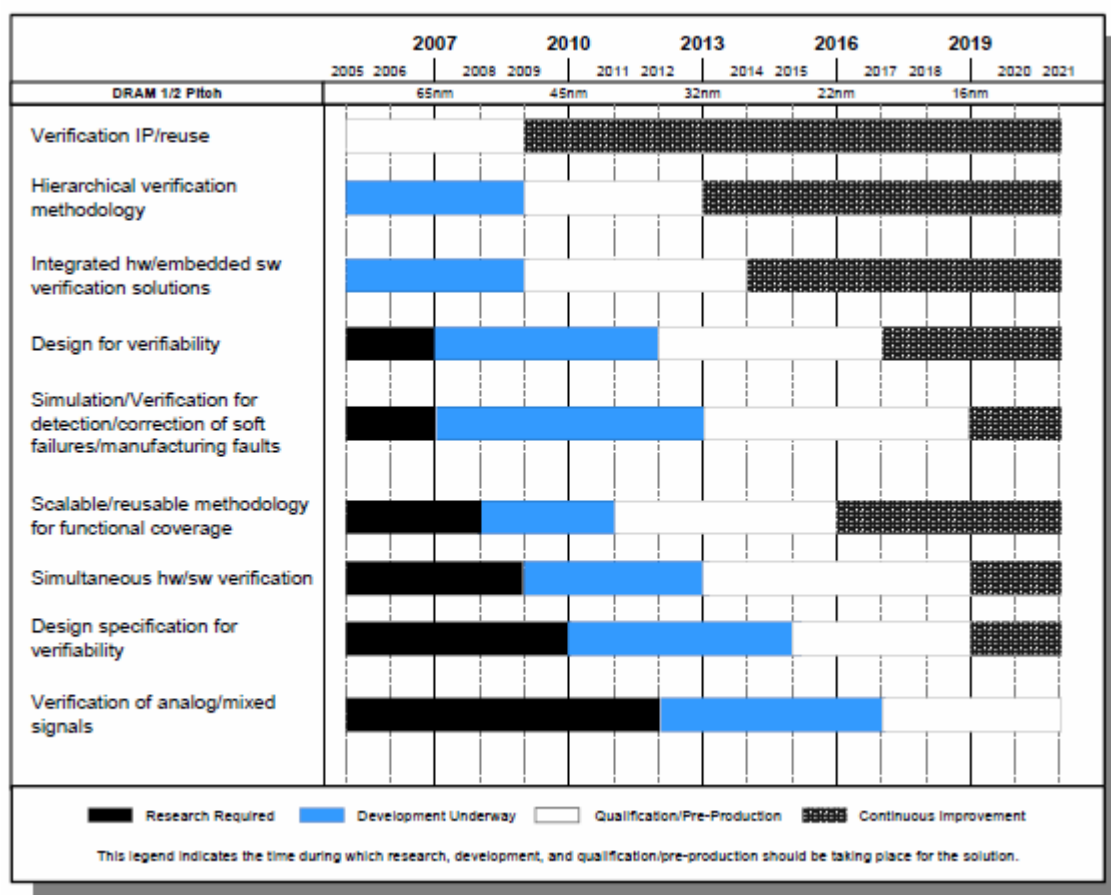 2007 2010 2013 2016 2019
2005 2006 2008 2009 2011 2012 2014 2015 2017 2018 2020 2021
DRAM 1/2 Pitch 65nm 45nm 32nm 22nm 16nm
Verification IP/reuse
Hierarchical verification
methodology
Integrated hw/embedded sw
verification solutions
Design for verifiability
Simulation/Verification for
detection/correction of soft
failures/manufacturing faults
Scalable/reusable methodology
for functional coverage
Simultaneous hw/sw verification
Design specification for
verifiability
Verification of analog/mixed
signals
Research Required Development Underway Qualification/Pre-Production Continuous Improvement
This legend indicates the time during which research, development, and qualification/pre-production should be taking place for the solution.